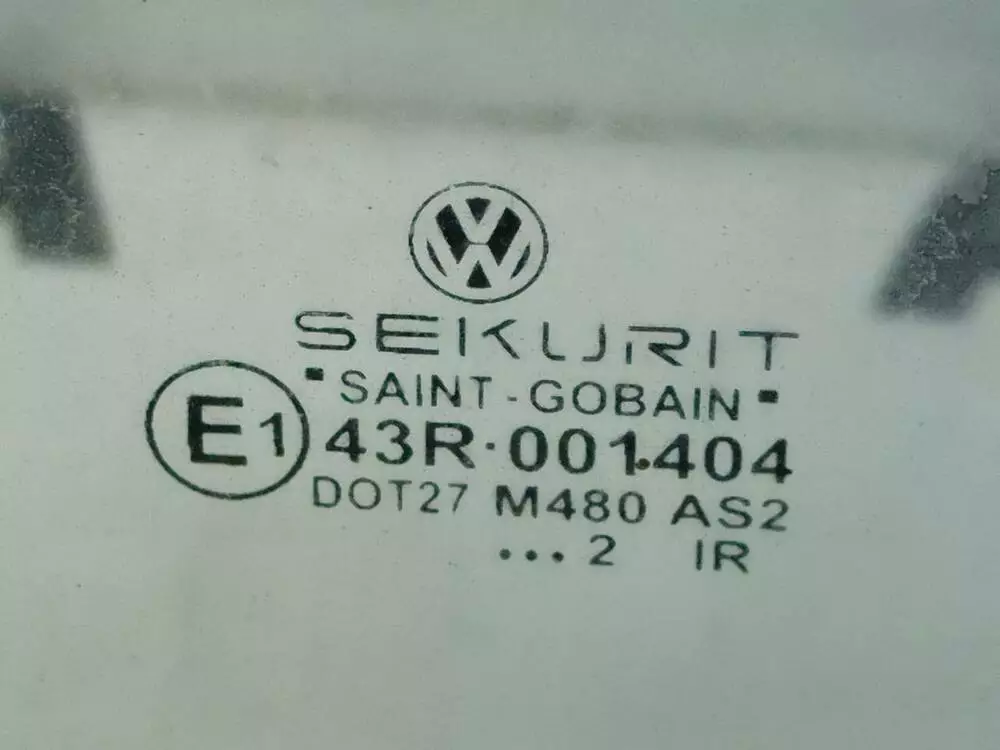 SEKURIT
SAINT-GOBAIN
E1 43R-001404
DOT27 M480 AS2
... 2 IR